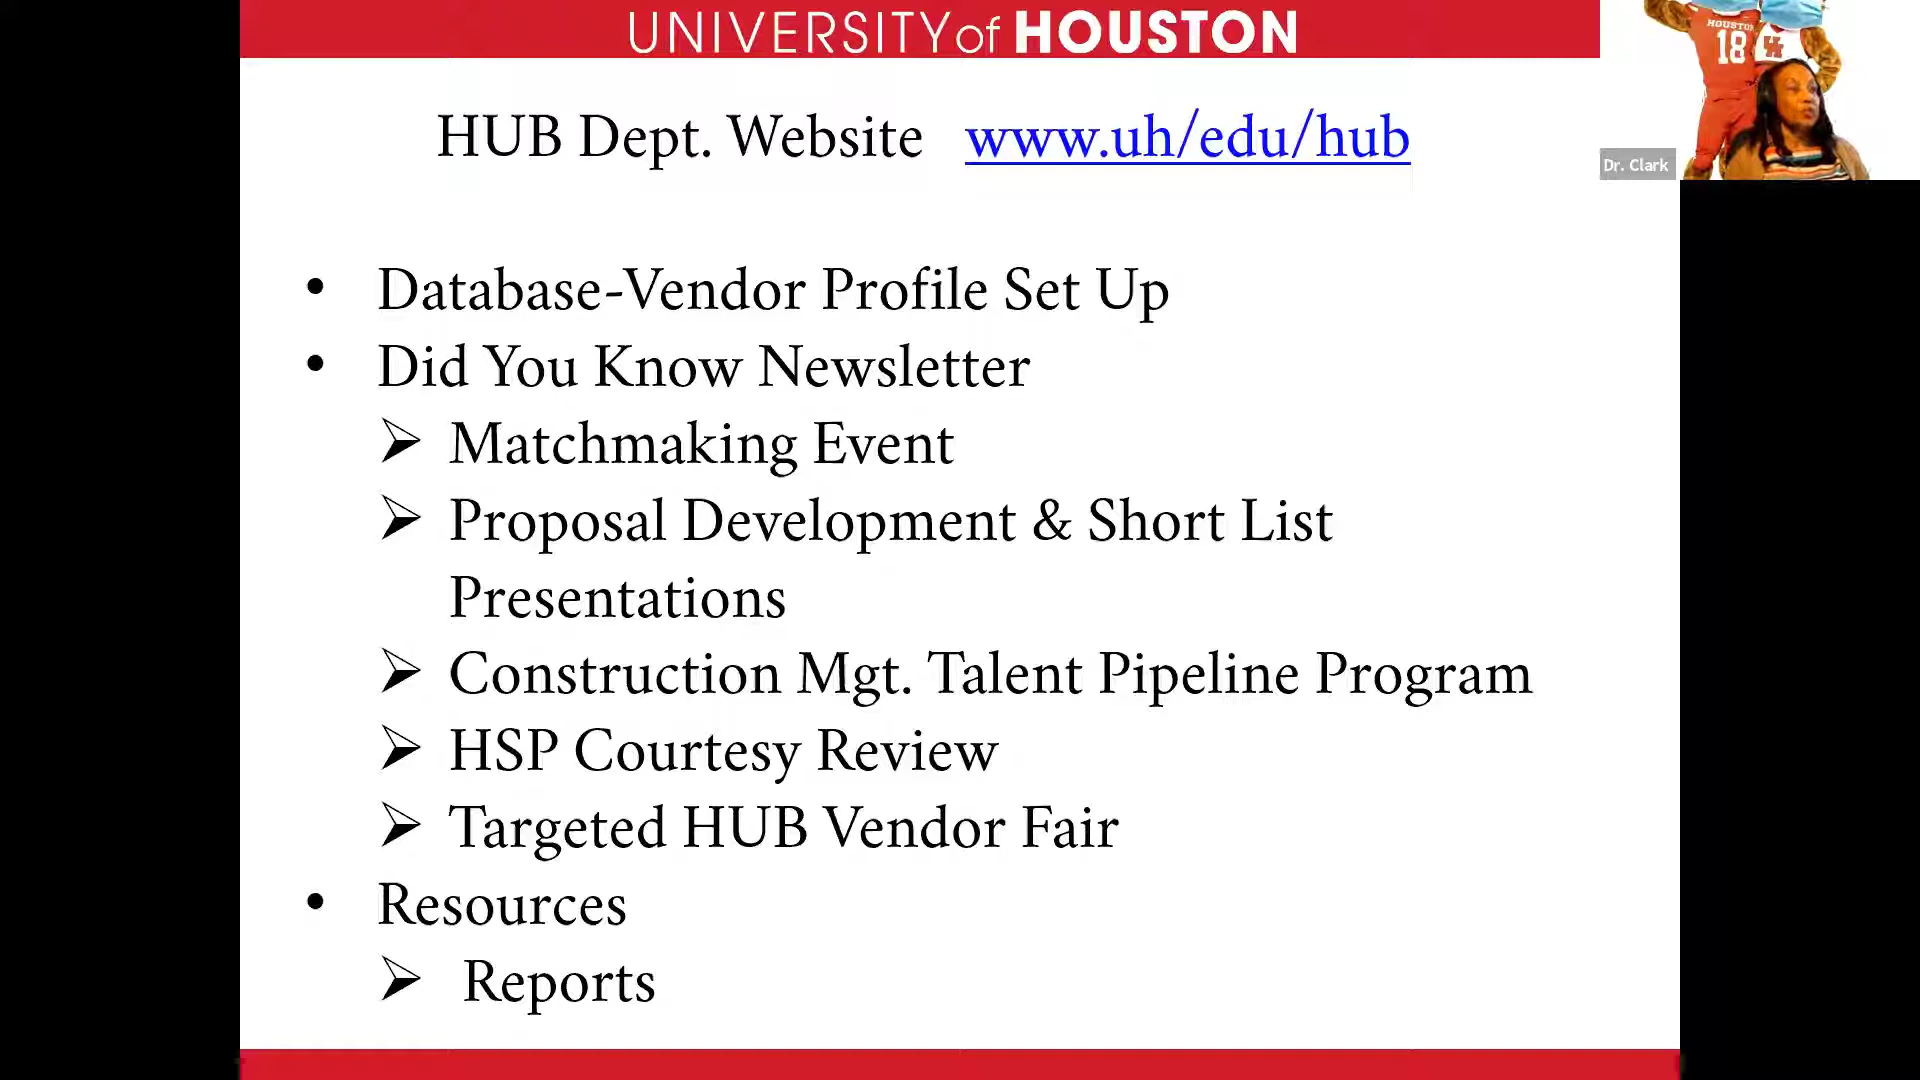 UNIVERSITY of HOUSTON
HOUSTON
18
Dr. Clark
HUB Dept. Website www.uh/edu/hub
• Database-Vendor Profile Set Up
• Did You Know Newsletter
➢ Matchmaking Event
➢ Proposal Development & Short List
Presentations
➢ Construction Mgt. Talent Pipeline Program
➢ HSP Courtesy Review
➢ Targeted HUB Vendor Fair
• Resources
➢ Reports